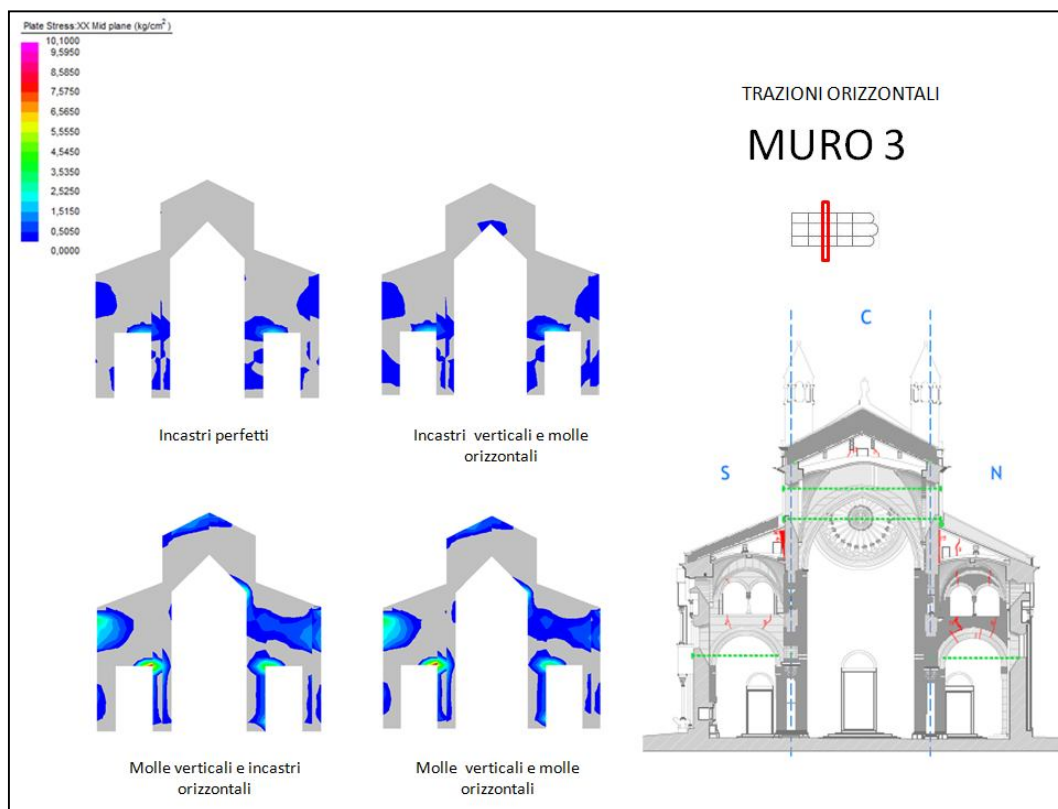 Plate Stress:XX Mid plane (kg/cm²)
10,1000
9,5950
8,5850
7,5750
6,5650
5,5550
4,5450
3,5350
2,5250
1,5150
0,5050
0,0000
TRAZIONI ORIZZONTALI
MURO 3
Incastri perfetti
Incastri verticali e molle
orizzontali
C
S
N
Molle verticali e incastri
orizzontali
Molle verticali e molle
orizzontali